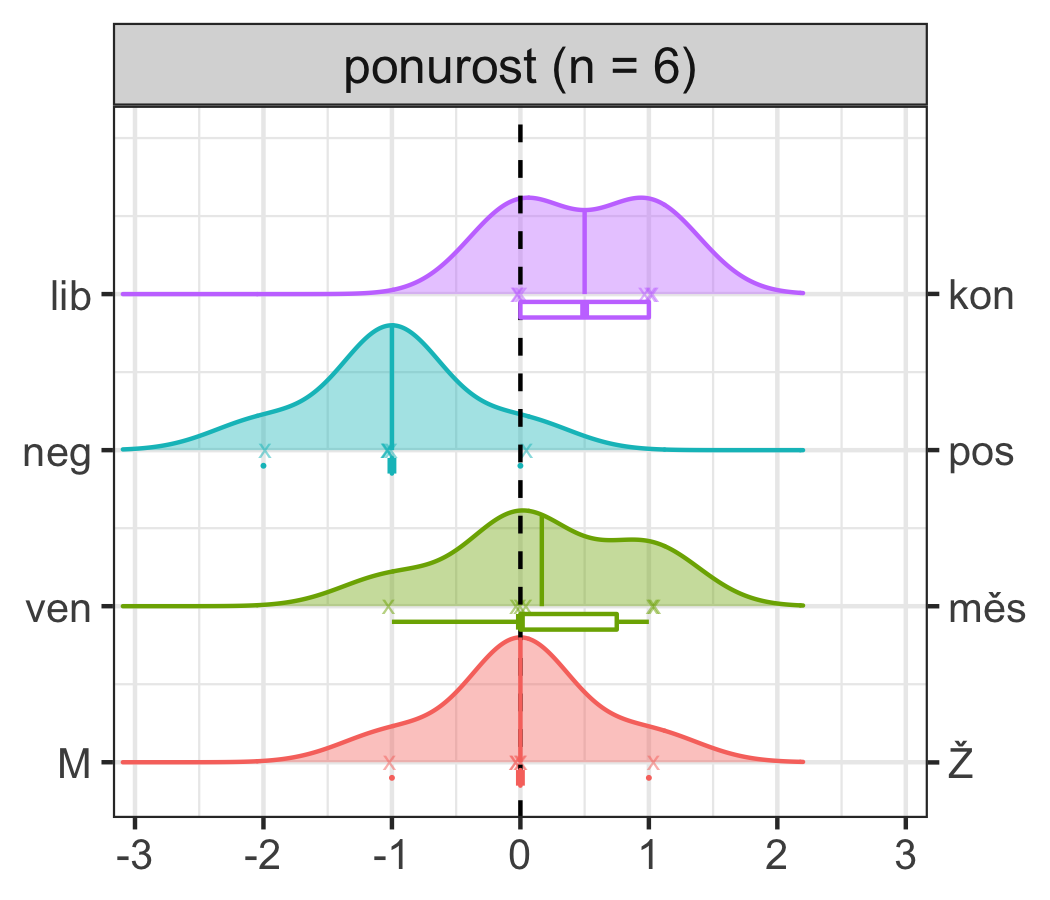 ponurost (n = 6)
lib kon
neg pos
ven měs
M Ž
-3 -2 -1 0 1 2 3